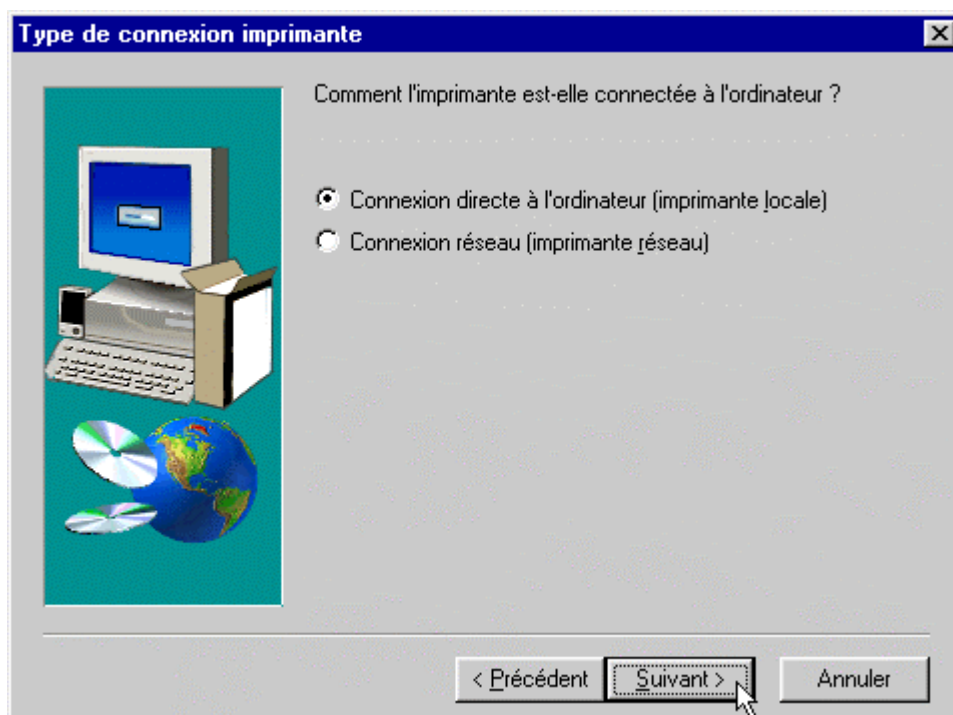 Type de connexion imprimante
Comment l'imprimante est-elle connectée à l'ordinateur ?
Connexion directe à l'ordinateur (imprimante locale)
Connexion réseau (imprimante réseau)
< Précédent
Suivant >
Annuler